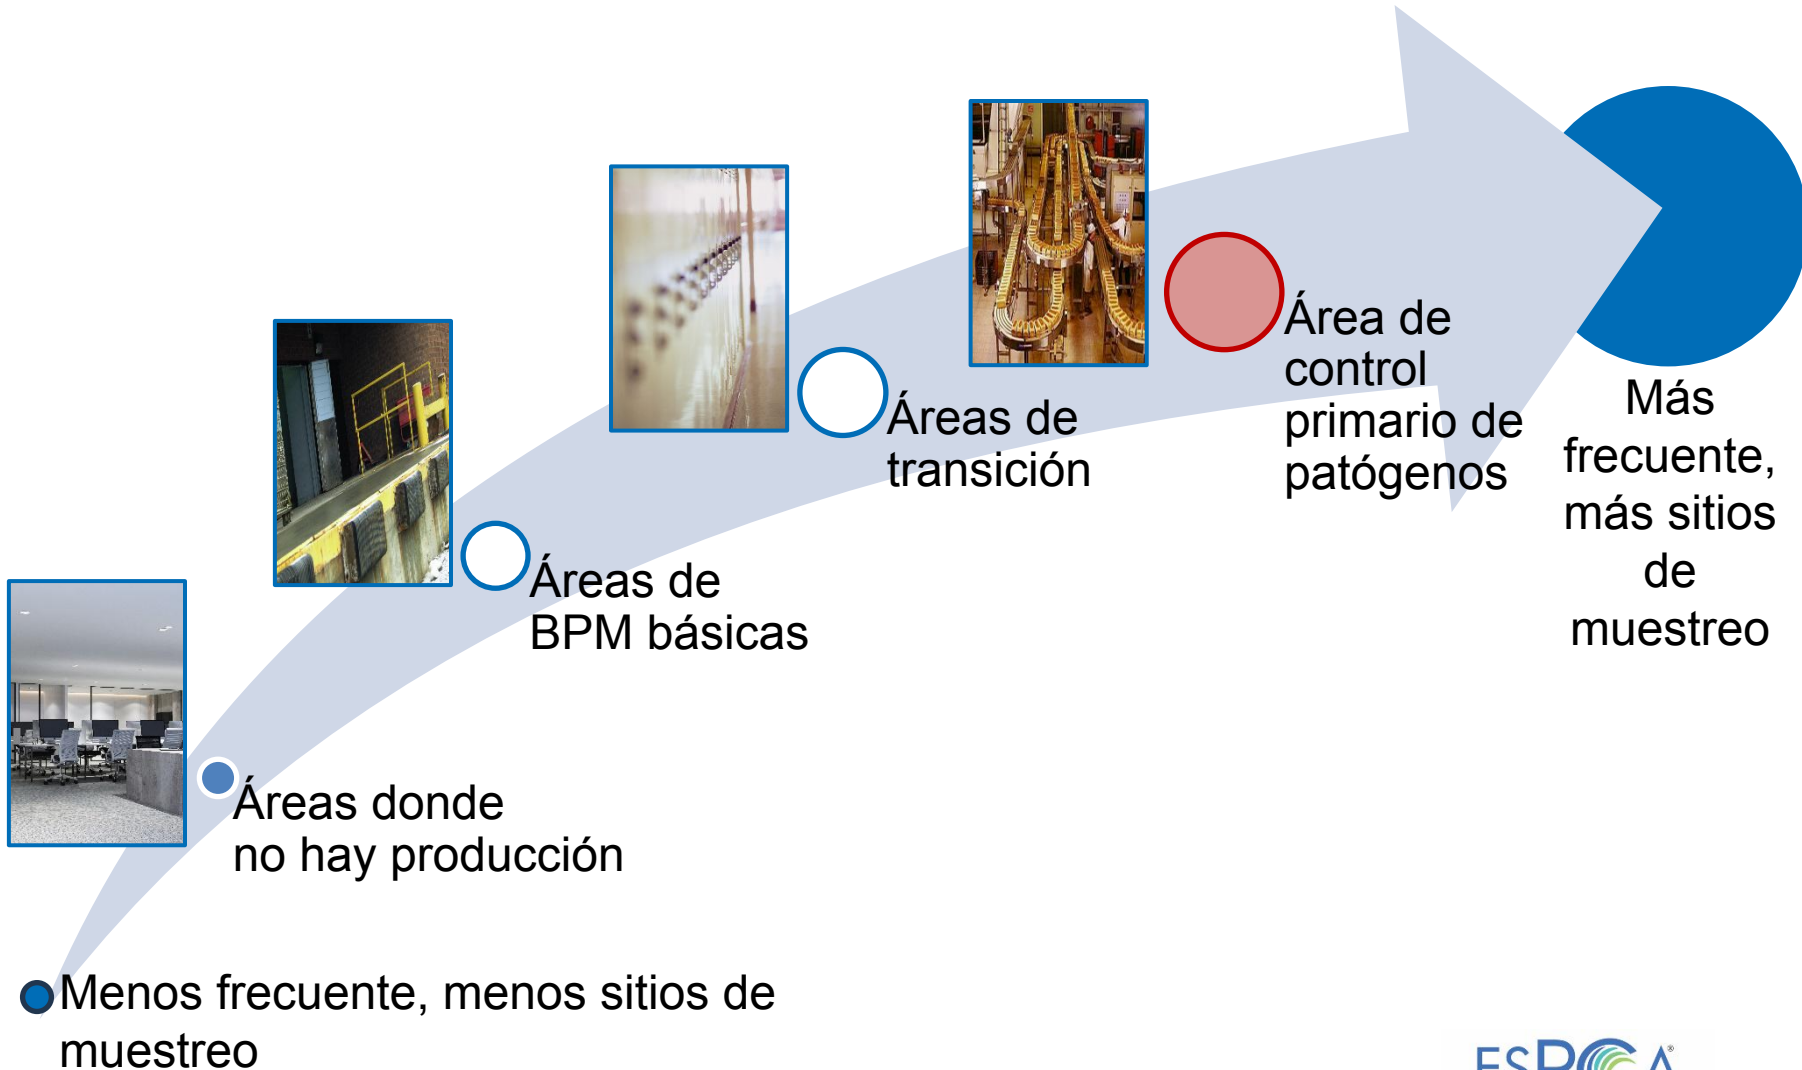 Área de
control
primario de
patógenos
Más
frecuente,
más sitios
de
muestreo
Áreas de
transición
Áreas de
BPM básicas
Áreas donde
no hay producción
Menos frecuente, menos sitios de
muestreo